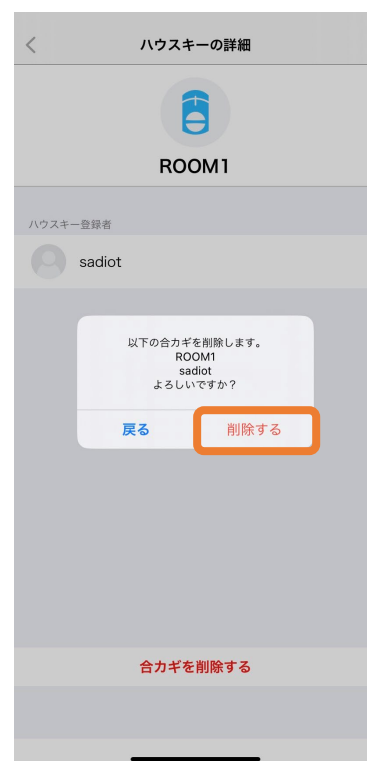 ハウスキーの詳細
ROOM1
ハウスキー登録者
sadiot
以下の合カギを削除します。
ROOM1
sadiot
よろしいですか？
戻る
削除する
合カギを削除する